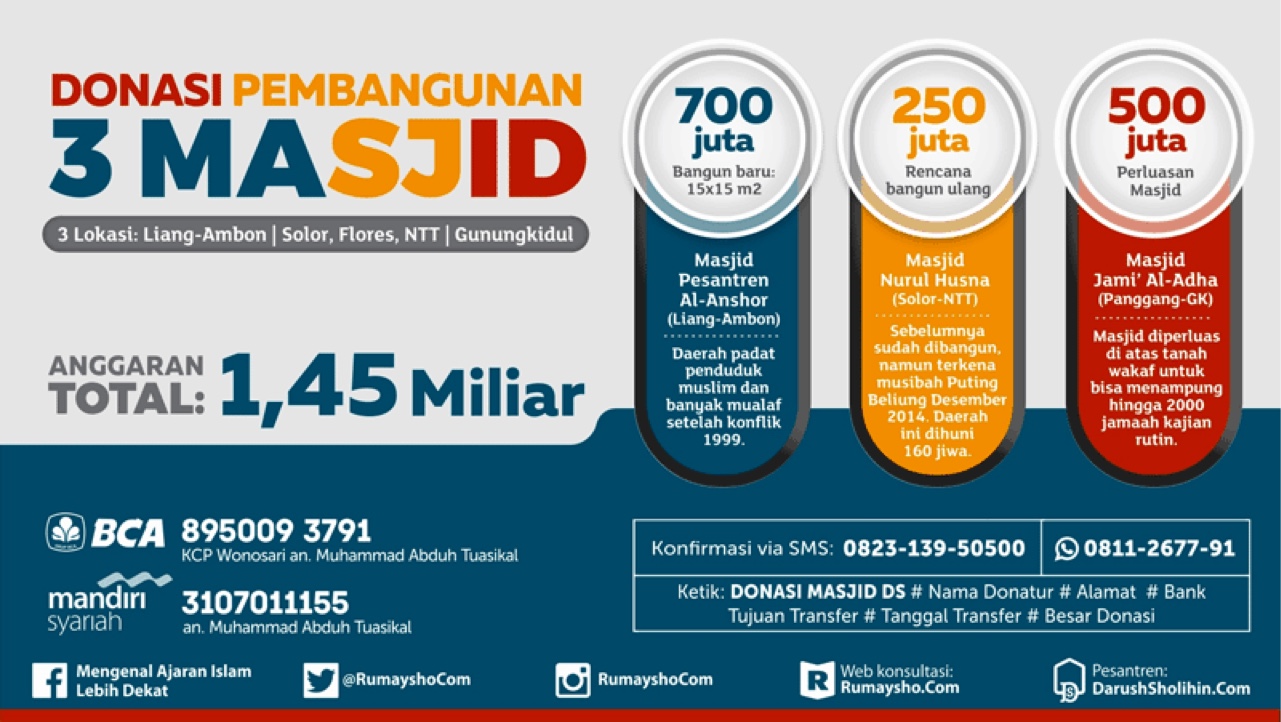 DONASI PEMBANGUNAN
3 MASJID
3 Lokasi: Liang-Ambon | Solor, Flores, NTT | Gunungkidul
ANGGARAN
TOTAL: 1,45 Miliar
700
juta
Bangun baru:
15x15 m2
Masjid
Pesantren
Al-Anshor
(Liang-Ambon)
Daerah padat
penduduk
muslim dan
banyak mualaf
setelah konflik
1999.
250
juta
Rencana
bangun ulang
Masjid
Nurul Husna
(Solor-NTT)
Sebelumnya
sudah dibangun,
namun terkena
musibah Puting
Beliung Desember
2014. Daerah
ini dihuni
160 jiwa.
500
juta
Perluasan
Masjid
Masjid
Jami' Al-Adha
(Panggang-GK)
Masjid diperluas
di atas tanah
wakaf untuk
bisa menampung
hingga 2000
jamaah kajian
rutin.
BCA 895009 3791
KCP Wonosari an. Muhammad Abduh Tuasikal
mandiri
syariah
3107011155
an. Muhammad Abduh Tuasikal
Konfirmasi via SMS: 0823-139-50500
0811-2677-91
Ketik: DONASI MASJID DS # Nama Donatur # Alamat # Bank
Tujuan Transfer # Tanggal Transfer # Besar Donasi
Mengenal Ajaran Islam
Lebih Dekat
@RumayshoCom
RumayshoCom
Web konsultasi:
Rumaysho.Com
Pesantren:
DarushSholihin.Com